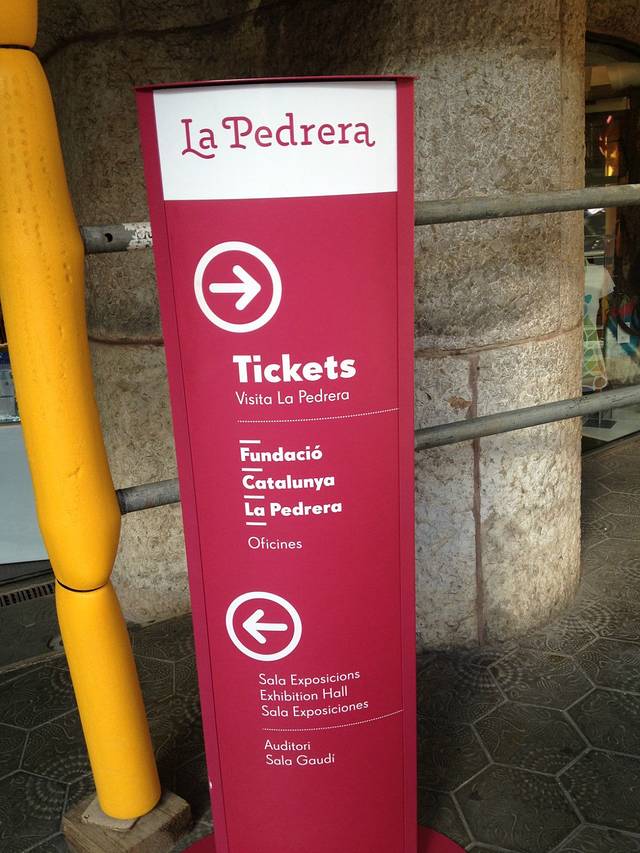 La Pedrera
Tickets
Visita La Pedrera
Fundació
Catalunya
La Pedrera
Oficines
Sala Exposicions
Exhibition Hall
Sala Exposiciones
Auditori
Sala Gaudí